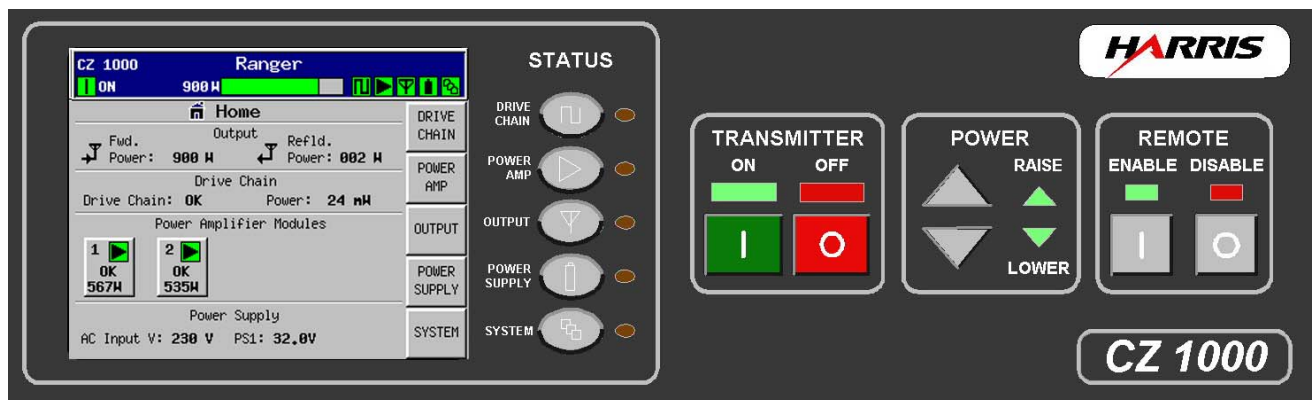 CZ 1000 Ranger
ON 900 W
Home
Output
Fwd. Power: 900 W
Refld. Power: 002 W
Drive Chain
Drive Chain: OK Power: 24 mW
Power Amplifier Modules
1 OK 567W
2 OK 535W
Power Supply
AC Input V: 230 V PS1: 32.0V
DRIVE CHAIN
POWER AMP
OUTPUT
POWER SUPPLY
SYSTEM
STATUS
DRIVE CHAIN
POWER AMP
OUTPUT
POWER SUPPLY
SYSTEM
TRANSMITTER
ON OFF
I O
POWER
RAISE
LOWER
HARRIS
REMOTE
ENABLE DISABLE
I O
CZ 1000